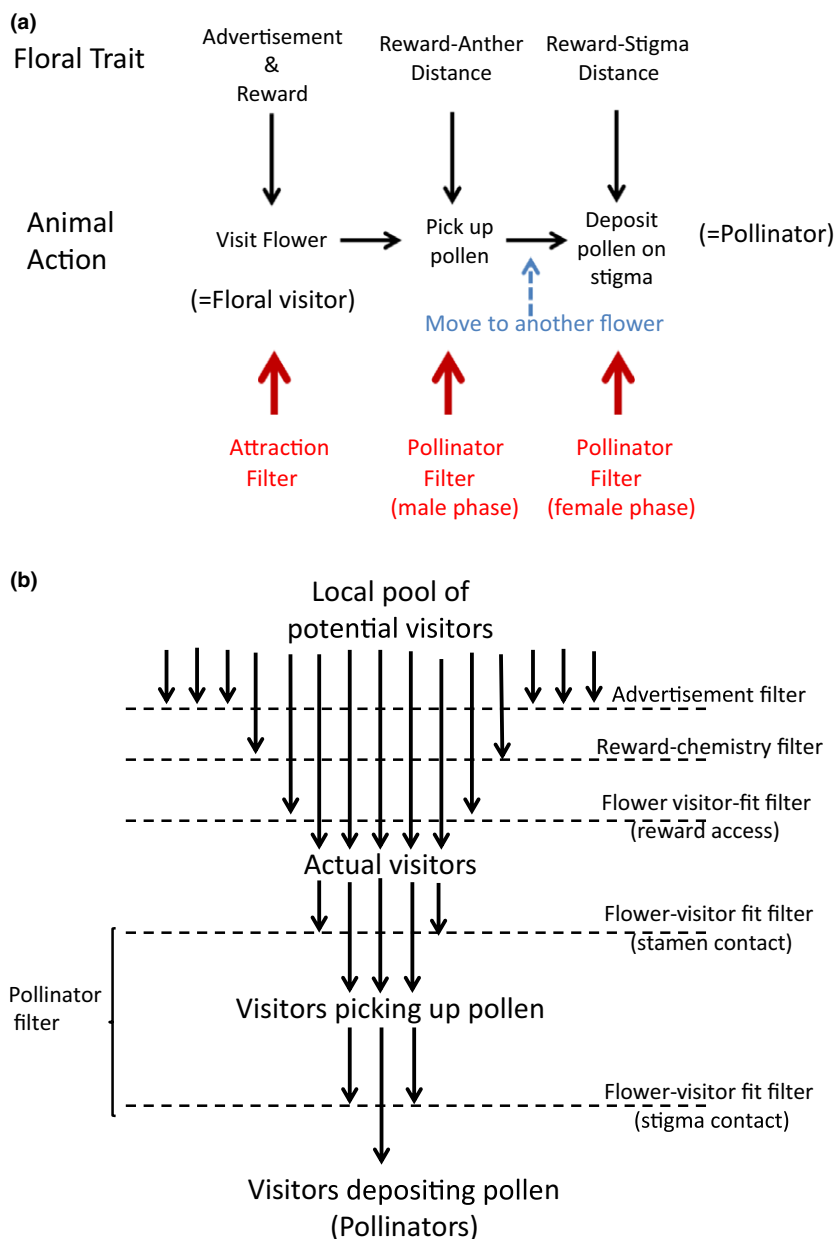 (a)
Floral Trait
Advertisement
&
Reward
Reward-Anther
Distance
Reward-Stigma
Distance
Animal
Action
Visit Flower
Pick up
pollen
Deposit
pollen on
stigma
(=Pollinator)
(=Floral visitor)
Move to another flower
Attraction
Filter
Pollinator
Filter
(male phase)
Pollinator
Filter
(female phase)
(b)
Local pool of
potential visitors
Advertisement filter
Reward-chemistry filter
Flower visitor-fit filter
(reward access)
Actual visitors
Flower-visitor fit filter
(stamen contact)
Pollinator
filter
Visitors picking up pollen
Flower-visitor fit filter
(stigma contact)
Visitors depositing pollen
(Pollinators)